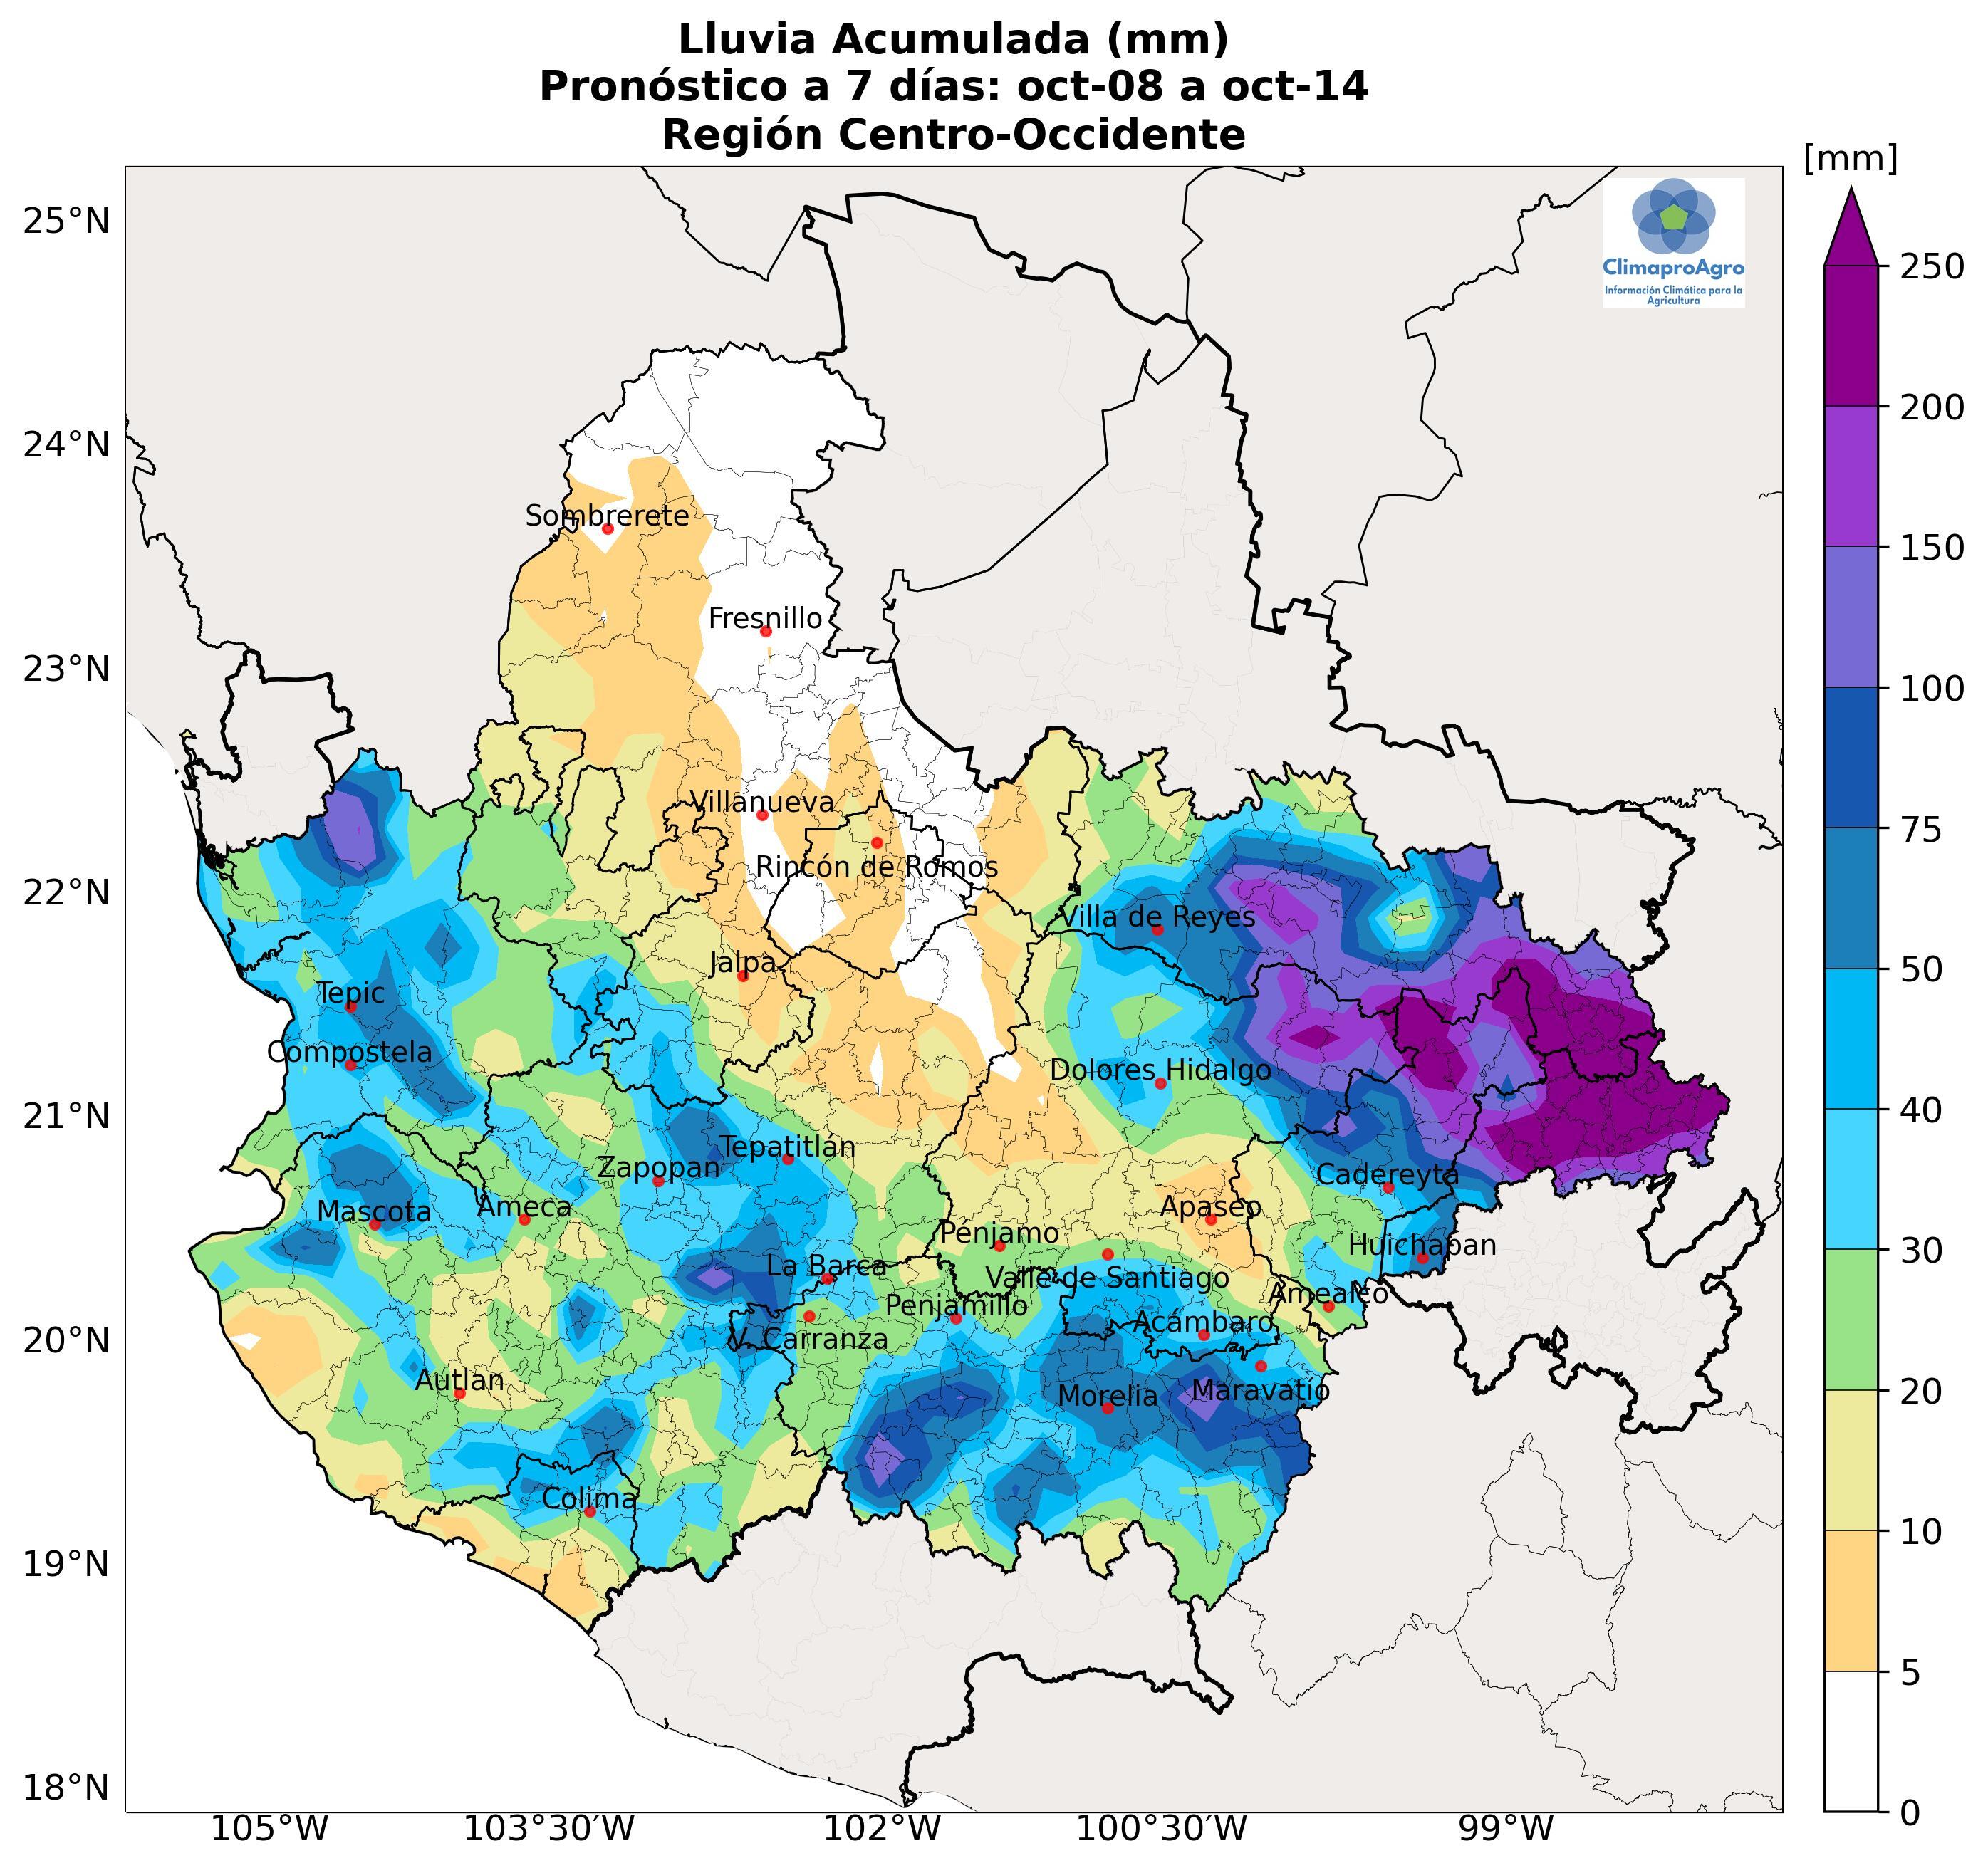 Lluvia Acumulada (mm)
Pronóstico a 7 días: oct-08 a oct-14
Región Centro-Occidente
[mm]
ClimaproAgro
Información Climática para la
Agricultura
25°N
24°N
23°N
22°N
21°N
20°N
19°N
18°N
Sombrerete
Fresnillo
Villanueva
Rincón de Romos
Villa de Reyes
Jalpa
Tepic
Compostela
Dolores Hidalgo
Tepatitlán
Zapopan
Cadereyta
Mascota
Ameca
Apaseo
Pénjamo
Huichapan
La Barca
Valle de Santiago
Amealco
Penjamillo
Acámbaro
V. Carranza
Autlan
Morelia
Maravatío
Colima
105°W
103°30'W
102°W
100°30'W
99°W
250
200
150
100
75
50
40
30
20
10
5
0